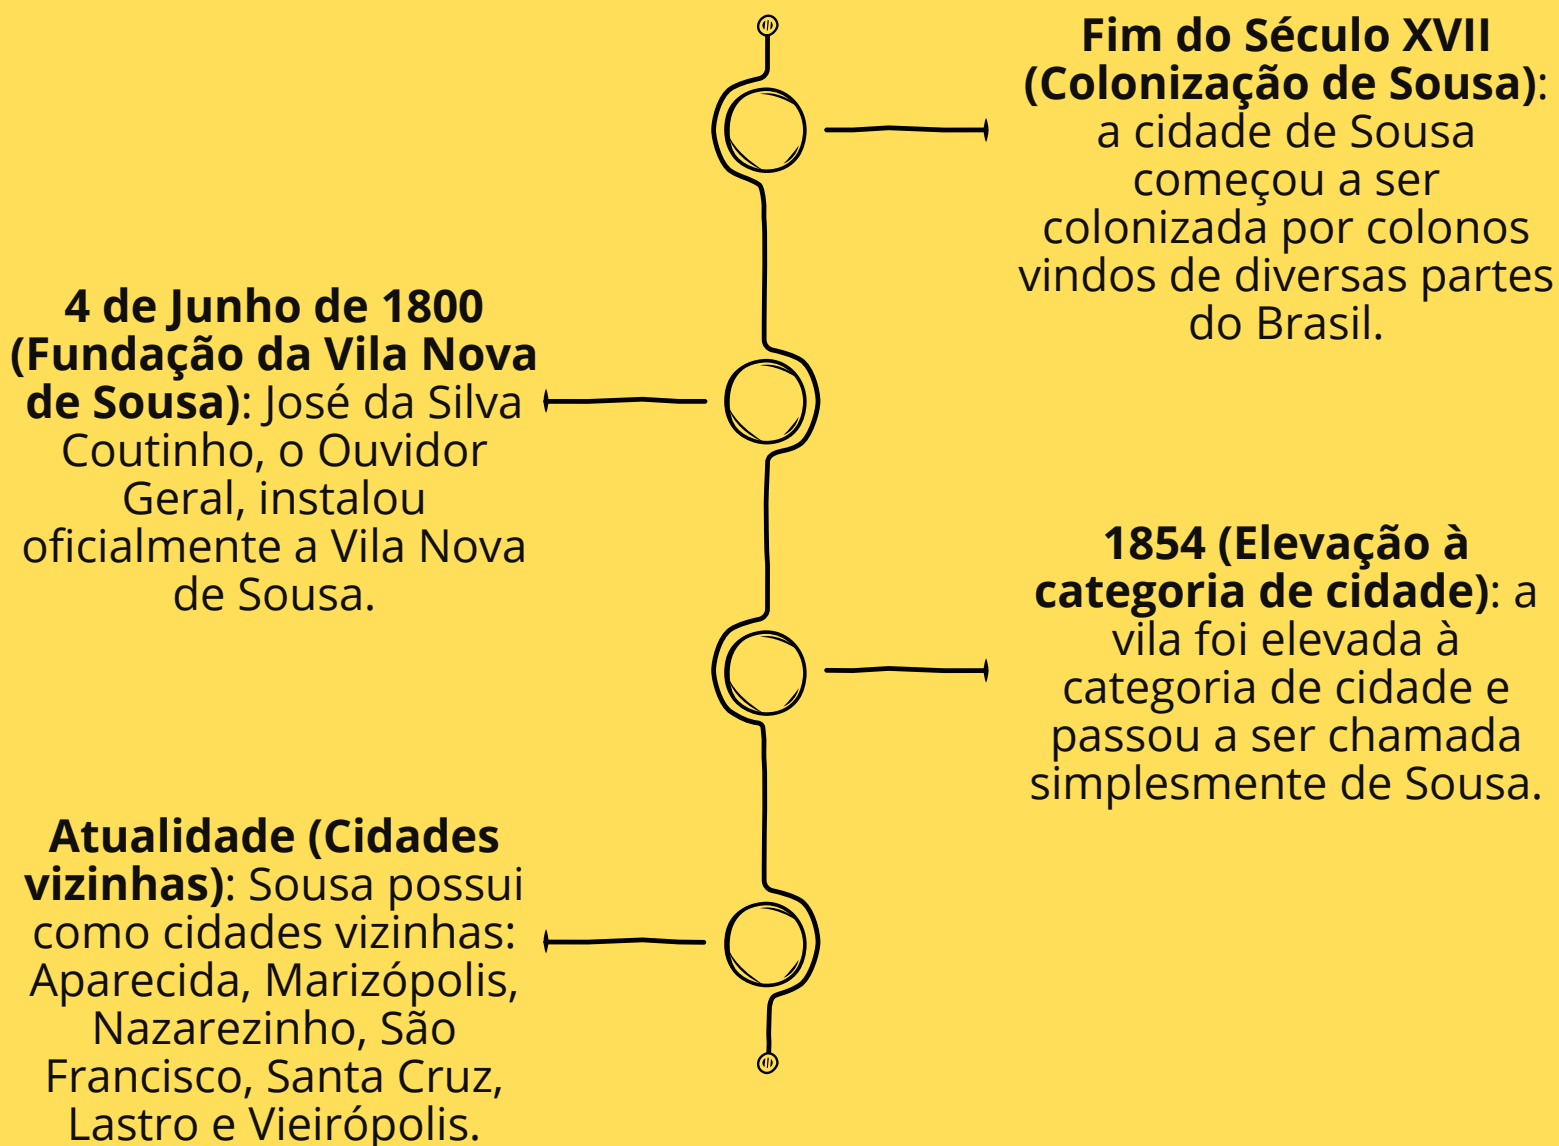 Fim do Século XVII
(Colonização de Sousa):
a cidade de Sousa
começou a ser
colonizada por colonos
vindos de diversas partes
do Brasil.
4 de Junho de 1800
(Fundação da Vila Nova
de Sousa): José da Silva
Coutinho, o Ouvidor
Geral, instalou
oficialmente a Vila Nova
de Sousa.
1854 (Elevação à
categoria de cidade): a
vila foi elevada à
categoria de cidade e
passou a ser chamada
simplesmente de Sousa.
Atualidade (Cidades
vizinhas): Sousa possui
como cidades vizinhas:
Aparecida, Marizópolis,
Nazarezinho, São
Francisco, Santa Cruz,
Lastro e Vieirópolis.